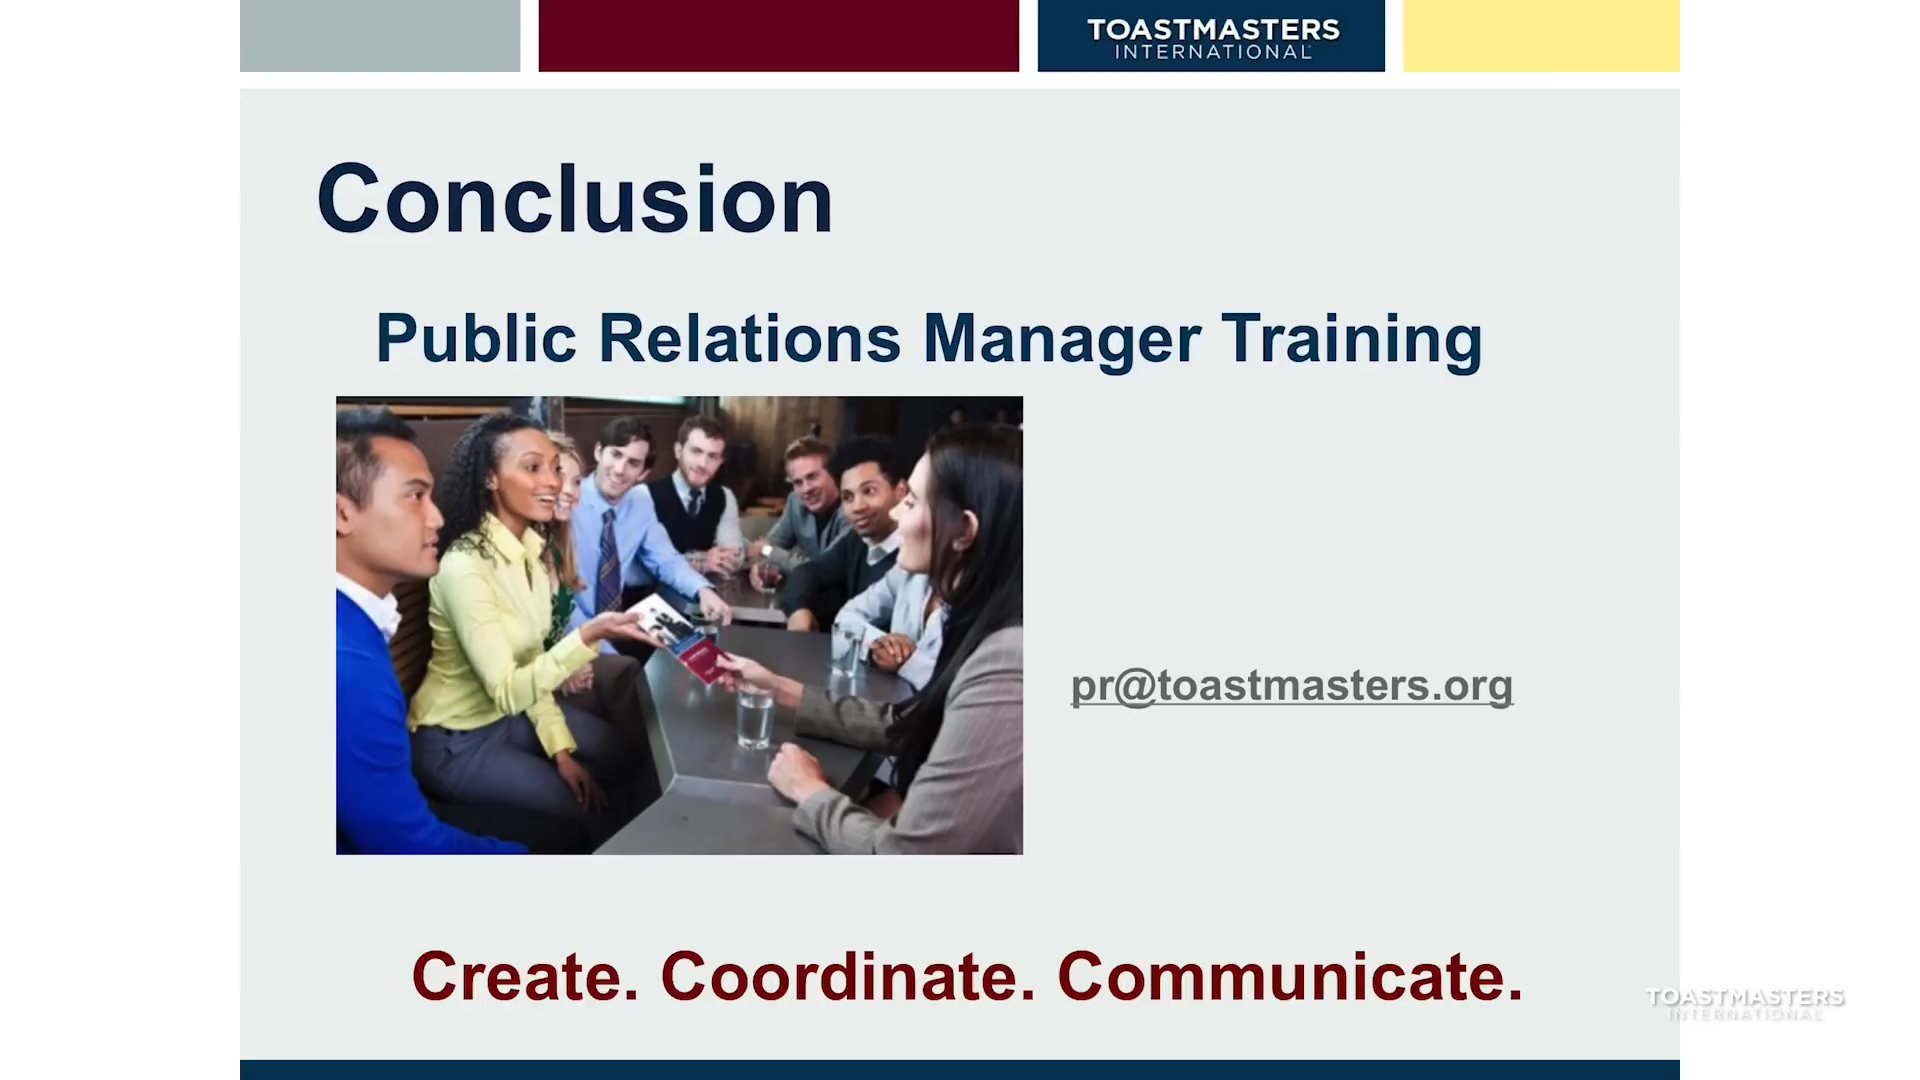 TOASTMASTERS
INTERNATIONAL
Conclusion
Public Relations Manager Training
pr@toastmasters.org
Create. Coordinate. Communicate.
TOASTMASTERS
INTERNATIONAL